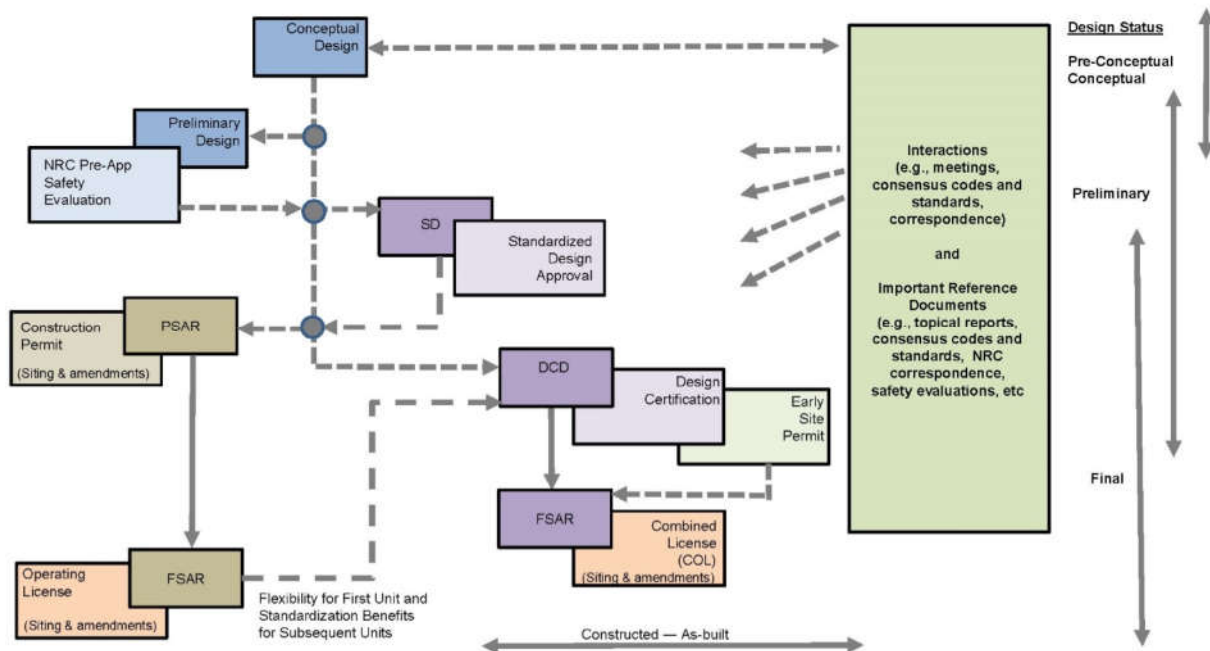 Conceptual
Design
Design Status
Pre-Conceptual
Conceptual
Preliminary
Design
NRC Pre-App
Safety
Evaluation
Interactions
(e.g., meetings,
consensus codes and
standards,
correspondence)
and
Important Reference
Documents
(e.g., topical reports,
consensus codes and
standards, NRC
correspondence,
safety evaluations, etc
Preliminary
SD
Standardized
Design
Approval
Construction
Permit
(Siting & amendments)
PSAR
DCD
Design
Certification
Early
Site
Permit
Final
FSAR
Combined
License
(COL)
(Siting & amendments)
Operating
License
(Siting & amendments)
FSAR
Flexibility for First Unit and
Standardization Benefits
for Subsequent Units
Constructed — As-built